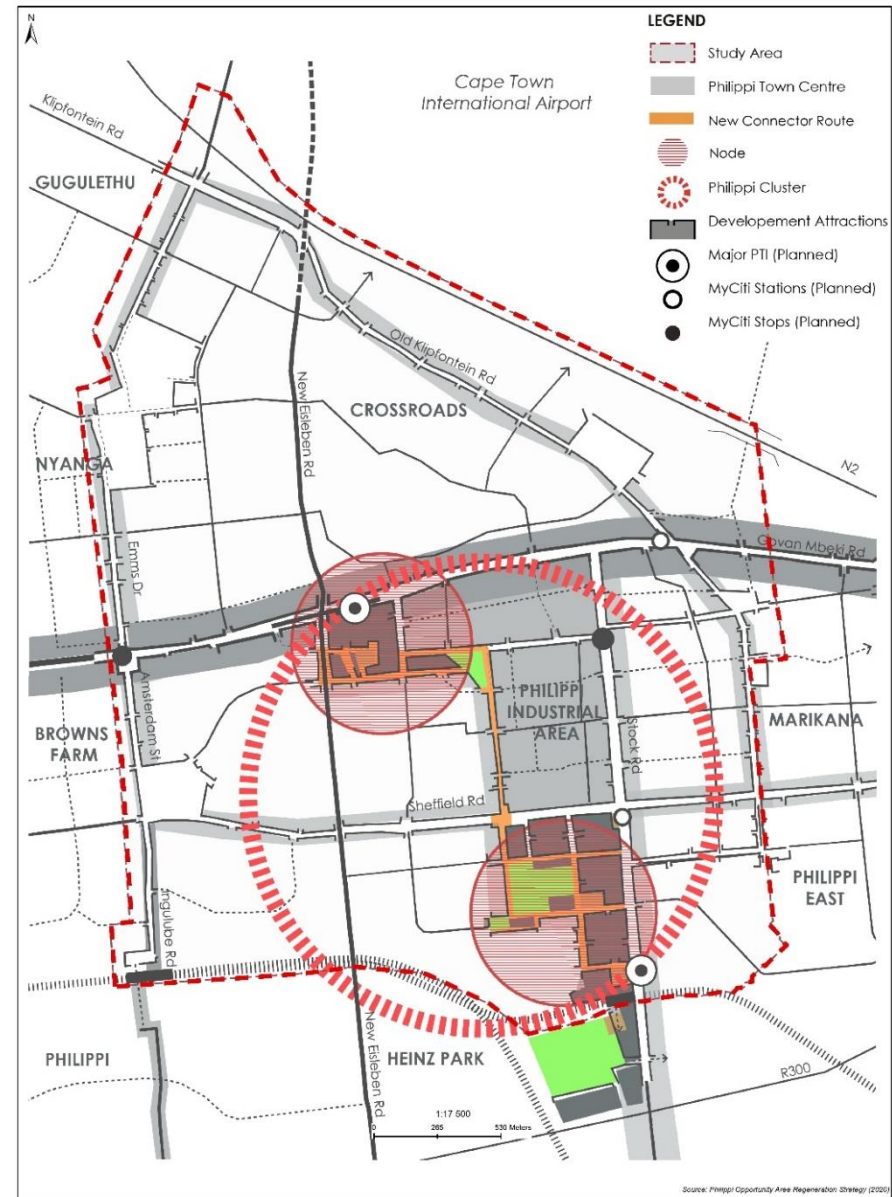 N
LEGEND
Study Area
Philippi Town Centre
New Connector Route
Node
Philippi Cluster
Developement Attractions
Major PTI (Planned)
MyCiti Stations (Planned)
MyCiti Stops (Planned)
Cape Town
International Airport
Klipfontein Rd
GUGULETHU
Old Klipfontein Rd
New Eisleben Rd
CROSSROADS
NYANGA
N2
Govan Mbeki Rd
Emms Dr
Amsterdam St
BROWNS
FARM
PHILIPPI
INDUSTRIAL
AREA
Stock Rd
MARIKANA
Sheffield Rd
PHILIPPI
EAST
Ingulube Rd
PHILIPPI
New Eisleben Rd
HEINZ PARK
R300
1:17 500
0 265 530 Meters
Source: Philippi Opportunity Area Regeneration Strategy (2020)